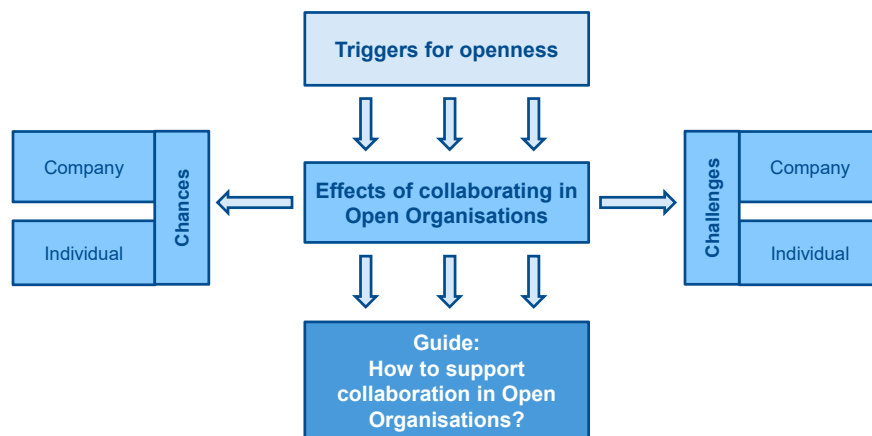 Triggers for openness
Company
Individual
Chances
Effects of collaborating in
Open Organisations
Challenges
Company
Individual
Guide:
How to support
collaboration in Open
Organisations?